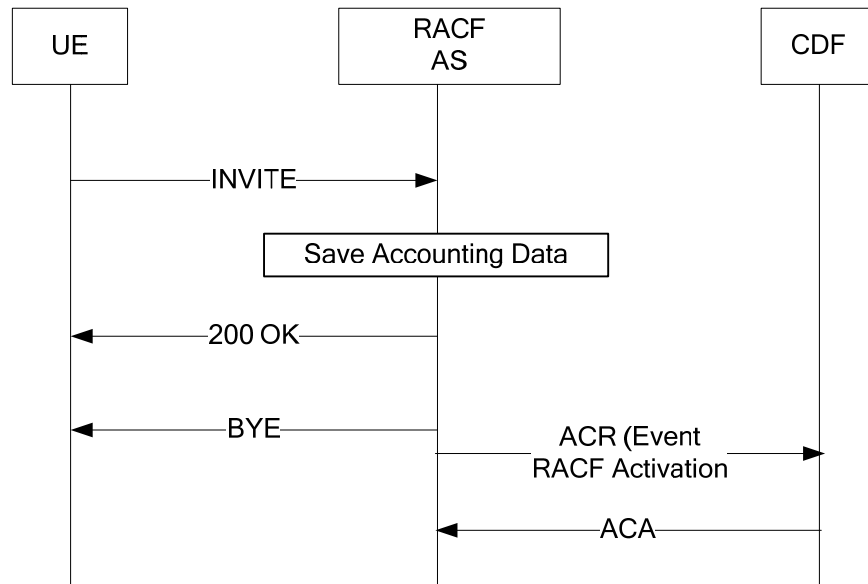 UE
RACF
AS
CDF
INVITE
Save Accounting Data
200 OK
BYE
ACR (Event
RACF Activation
ACA